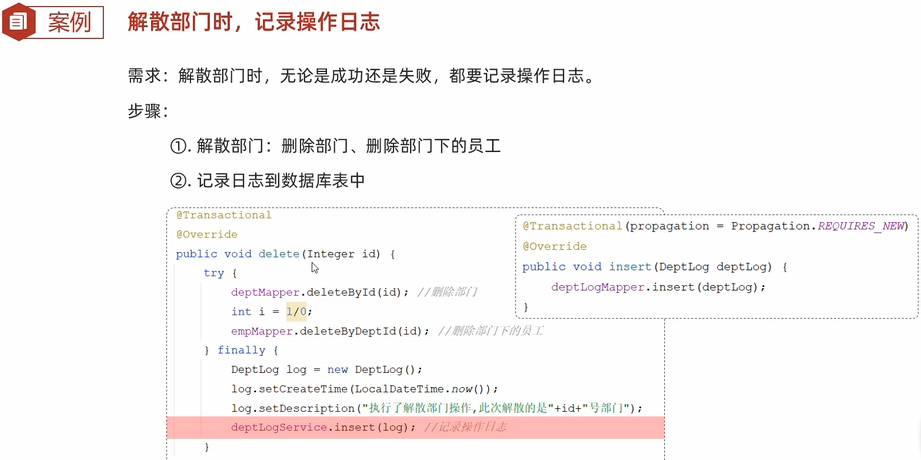 案例
解散部门时，记录操作日志
需求：解散部门时，无论是成功还是失败，都要记录操作日志。
步骤：
①. 解散部门：删除部门、删除部门下的员工
②. 记录日志到数据库表中
@Transactional
@Override
public void delete(Integer id) {
try {
deptMapper.deleteById(id); //删除部门
int i = 1/0;
empMapper.deleteByDeptId(id); //删除部门下的员工
} finally {
DeptLog log = new DeptLog();
log.setCreateTime(LocalDateTime.now());
log.setDescription("执行了解散部门操作,此次解散的是"+id+"号部门");
deptLogService.insert(log); //记录操作日志
}
@Transactional(propagation = Propagation.REQUIRES_NEW)
@Override
public void insert(DeptLog deptLog) {
deptLogMapper.insert(deptLog);
}